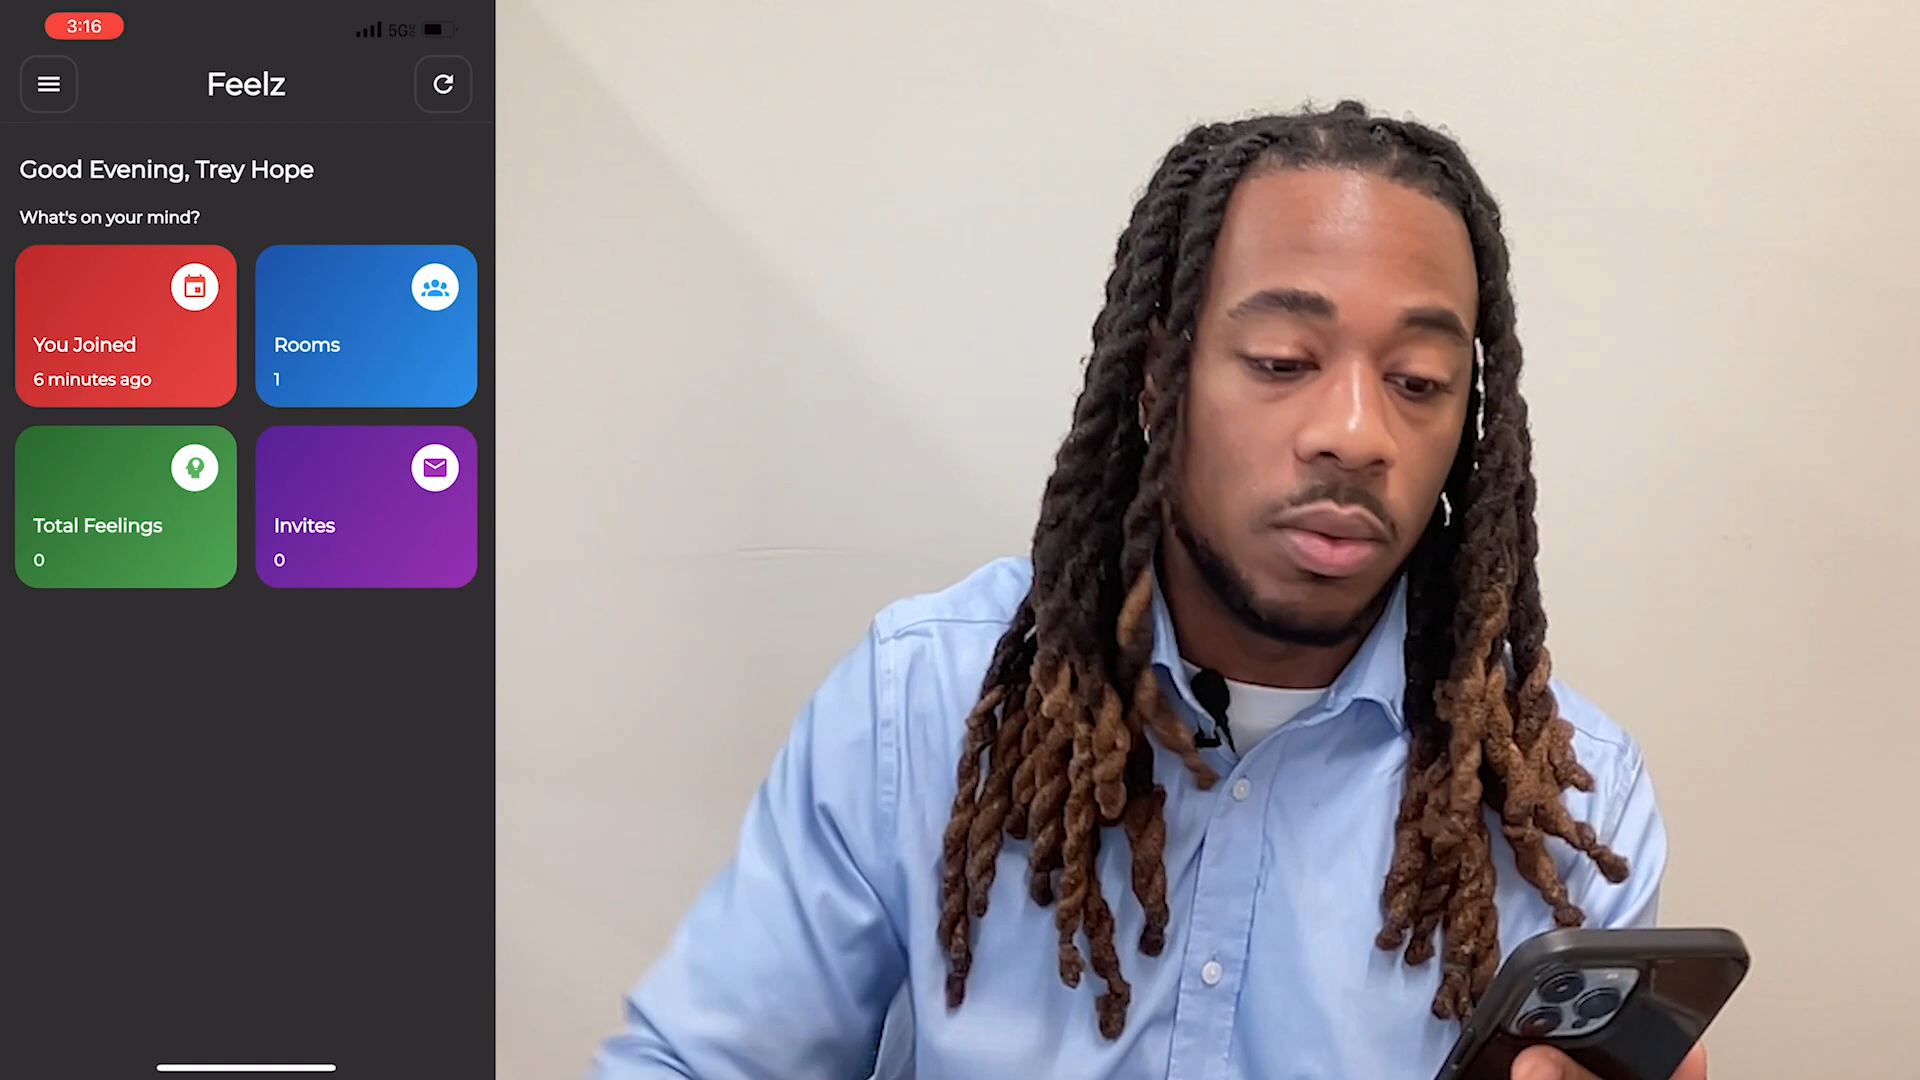 3:16
5G
Feelz
Good Evening, Trey Hope
What's on your mind?
You Joined
6 minutes ago
Rooms
1
Total Feelings
0
Invites
0